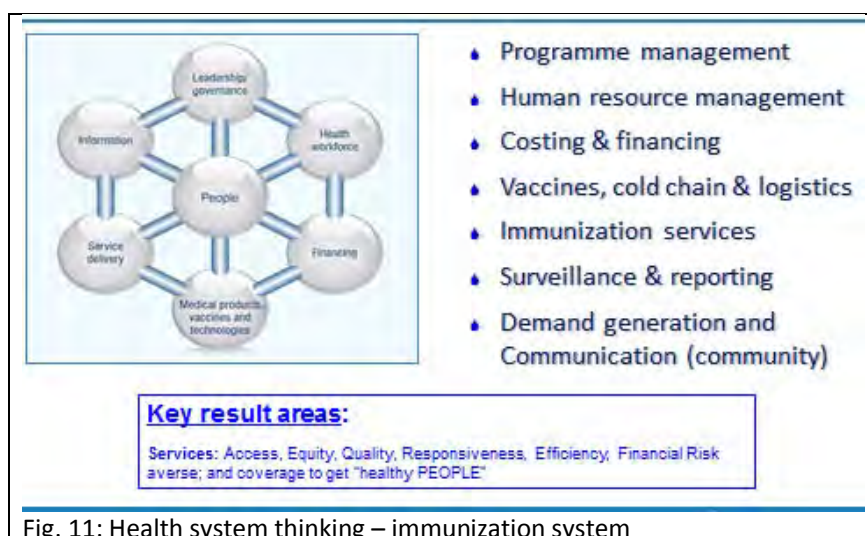 Leadership
governance
Information
Health
workforce
People
Service
delivery
Financing
Medical products,
vaccines and
technologies
Programme management
Human resource management
Costing & financing
Vaccines, cold chain & logistics
Immunization services
Surveillance & reporting
Demand generation and
Communication (community)
Key result areas:
Services: Access, Equity, Quality, Responsiveness, Efficiency, Financial Risk
averse; and coverage to get "healthy PEOPLE"
Fig. 11: Health system thinking – immunization system